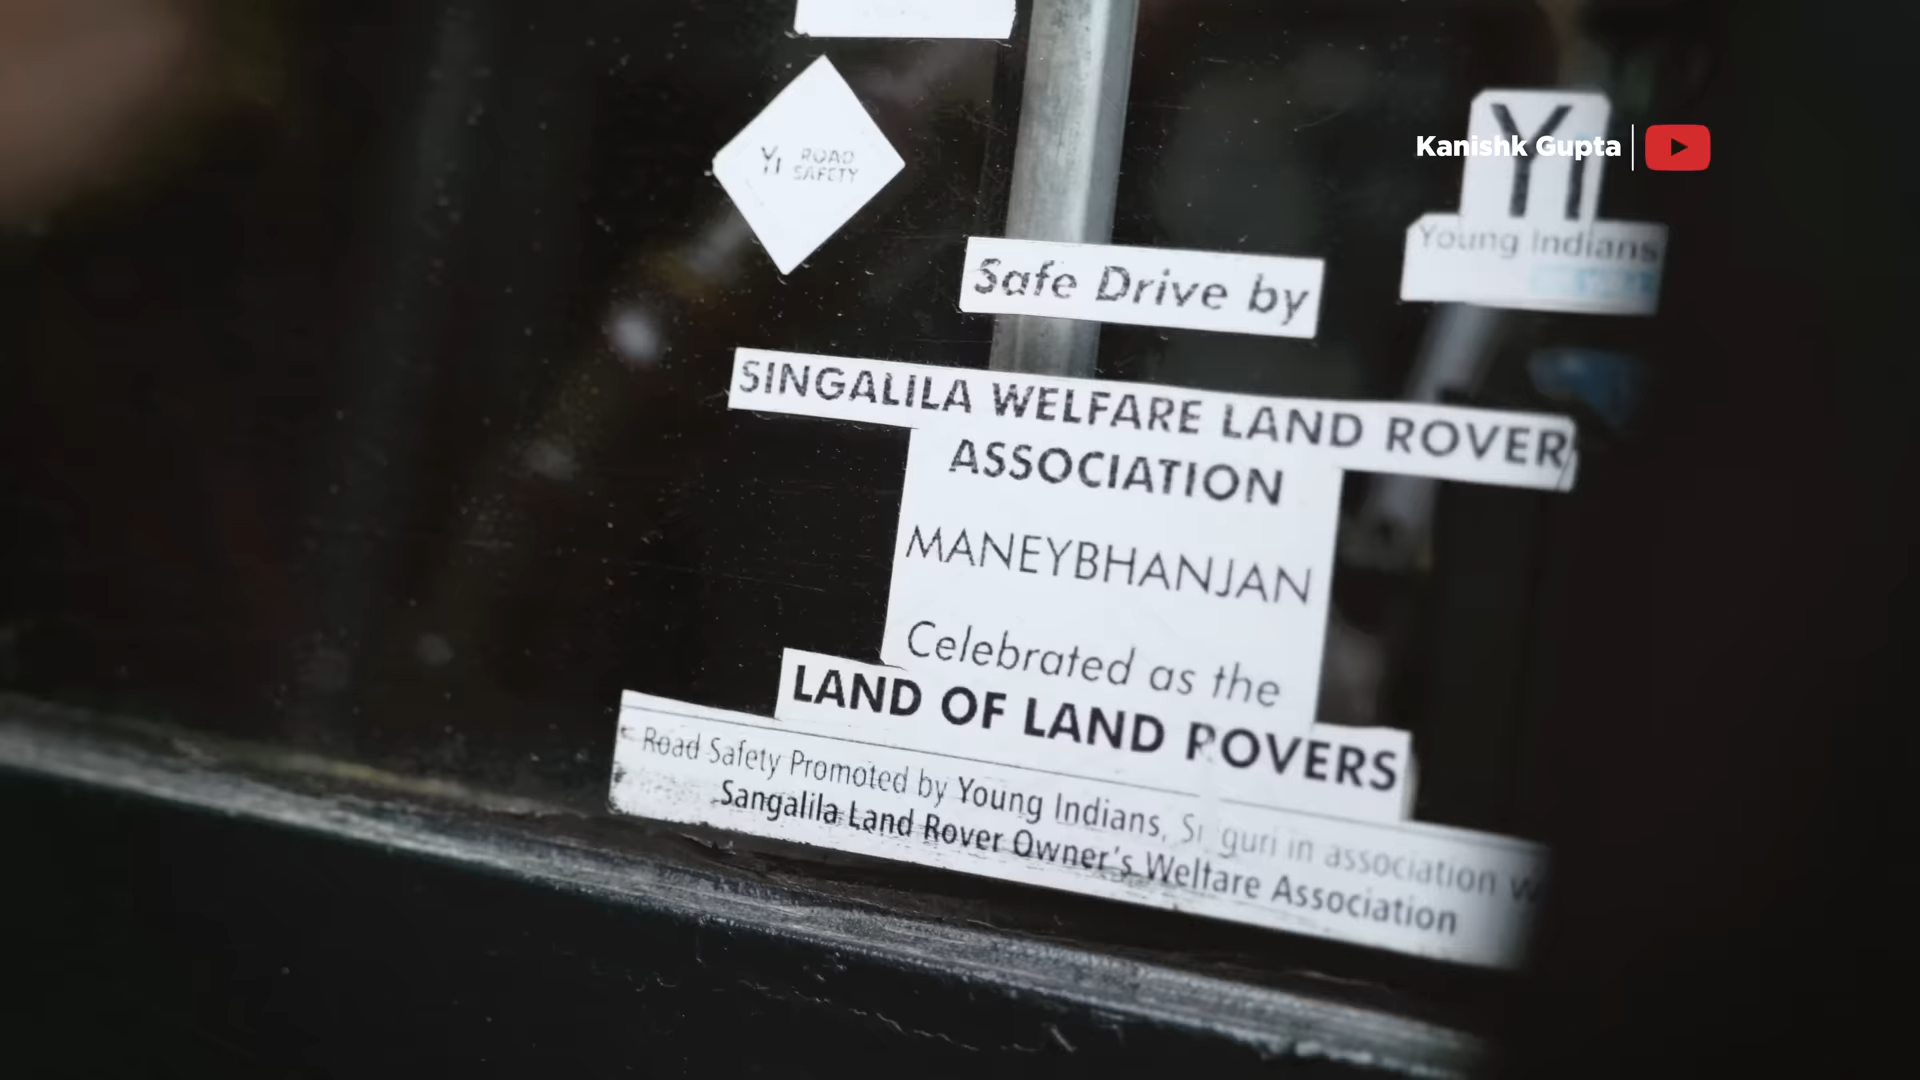 YI ROAD
SAFETY
Kanishk Gupta
Yi
Young Indians
Safe Drive by
SINGALILA WELFARE LAND ROVER
ASSOCIATION
MANEYBHANJAN
Celebrated as the
LAND OF LAND ROVERS
Road Safety Promoted by Young Indians, in association
Sangalila Land Rover Owner's Welfare Association